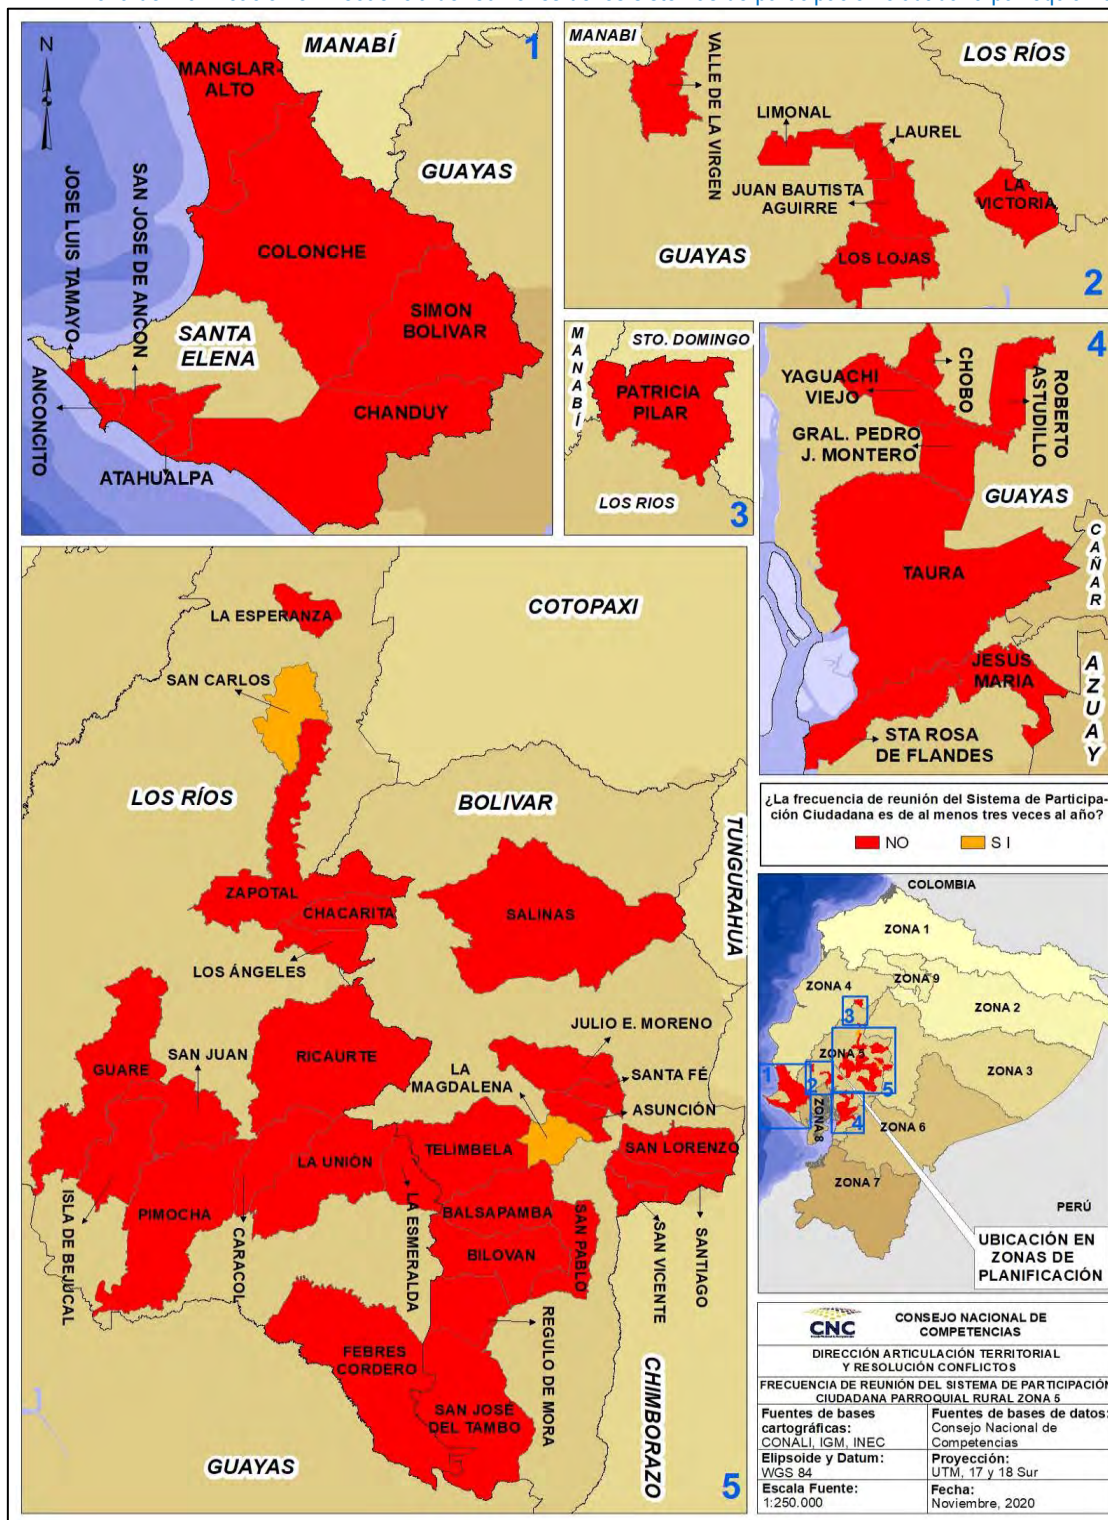 N
MANABÍ
1
MANGLAR-
ALTO
GUAYAS
JOSE LUIS TAMAYO
SAN JOSE DE ANCON
COLONCHE
SIMON
BOLIVAR
SANTA
ELENA
ANCONCITO
CHANDUY
ATAHUALPA
MANABI
VALLE DE LA VIRGEN
LOS RÍOS
LIMONAL
LAUREL
JUAN BAUTISTA
AGUIRRE
LA
VICTORIA
GUAYAS
LOS LOJAS
2
MANABÍ
STO. DOMINGO
PATRICIA
PILAR
LOS RIOS
3
4
YAGUACHI
VIEJO
CHOBO
ROBERTO
ASTUDILLO
GRAL. PEDRO
J. MONTERO
GUAYAS
CAÑAR
TAURA
JESUS
MARIA
AZUAY
STA ROSA
DE FLANDES
LA ESPERANZA
COTOPAXI
SAN CARLOS
LOS RÍOS
BOLIVAR
TUNGURAHUA
ZAPOTAL
CHACARITA
SALINAS
LOS ÁNGELES
JULIO E. MORENO
GUARE
SAN JUAN
RICAURTE
LA
MAGDALENA
SANTA FÉ
ASUNCIÓN
TELIMBELA
SAN LORENZO
LA UNIÓN
ISLA DE BEJUCAL
PIMOCHA
CARACOL
LA ESMERALDA
BALSAPAMBA
SAN PABLO
BILOVAN
SAN VICENTE
SANTIAGO
REGULO DE MORA
FEBRES
CORDERO
SAN JOSÉ
DEL TAMBO
CHIMBORAZO
GUAYAS
5
¿La frecuencia de reunión del Sistema de Participa-
ción Ciudadana es de al menos tres veces al año?
NO SI
COLOMBIA
ZONA 1
ZONA 4
ZONA 9
ZONA 2
3
ZONA 5
ZONA 3
1
2
5
ZONA 8
4
ZONA 6
ZONA 7
PERÚ
UBICACIÓN EN
ZONAS DE
PLANIFICACIÓN
CNC
CONSEJO NACIONAL DE
COMPETENCIAS
DIRECCIÓN ARTICULACIÓN TERRITORIAL
Y RESOLUCIÓN CONFLICTOS
FRECUENCIA DE REUNIÓN DEL SISTEMA DE PARTICIPACIÓN
CIUDADANA PARROQUIAL RURAL ZONA 5
Fuentes de bases
cartográficas:
CONALI, IGM, INEC
Fuentes de bases de datos:
Consejo Nacional de
Competencias
Elipsoide y Datum:
WGS 84
Proyección:
UTM, 17 y 18 Sur
Escala Fuente:
1:250.000
Fecha:
Noviembre, 2020